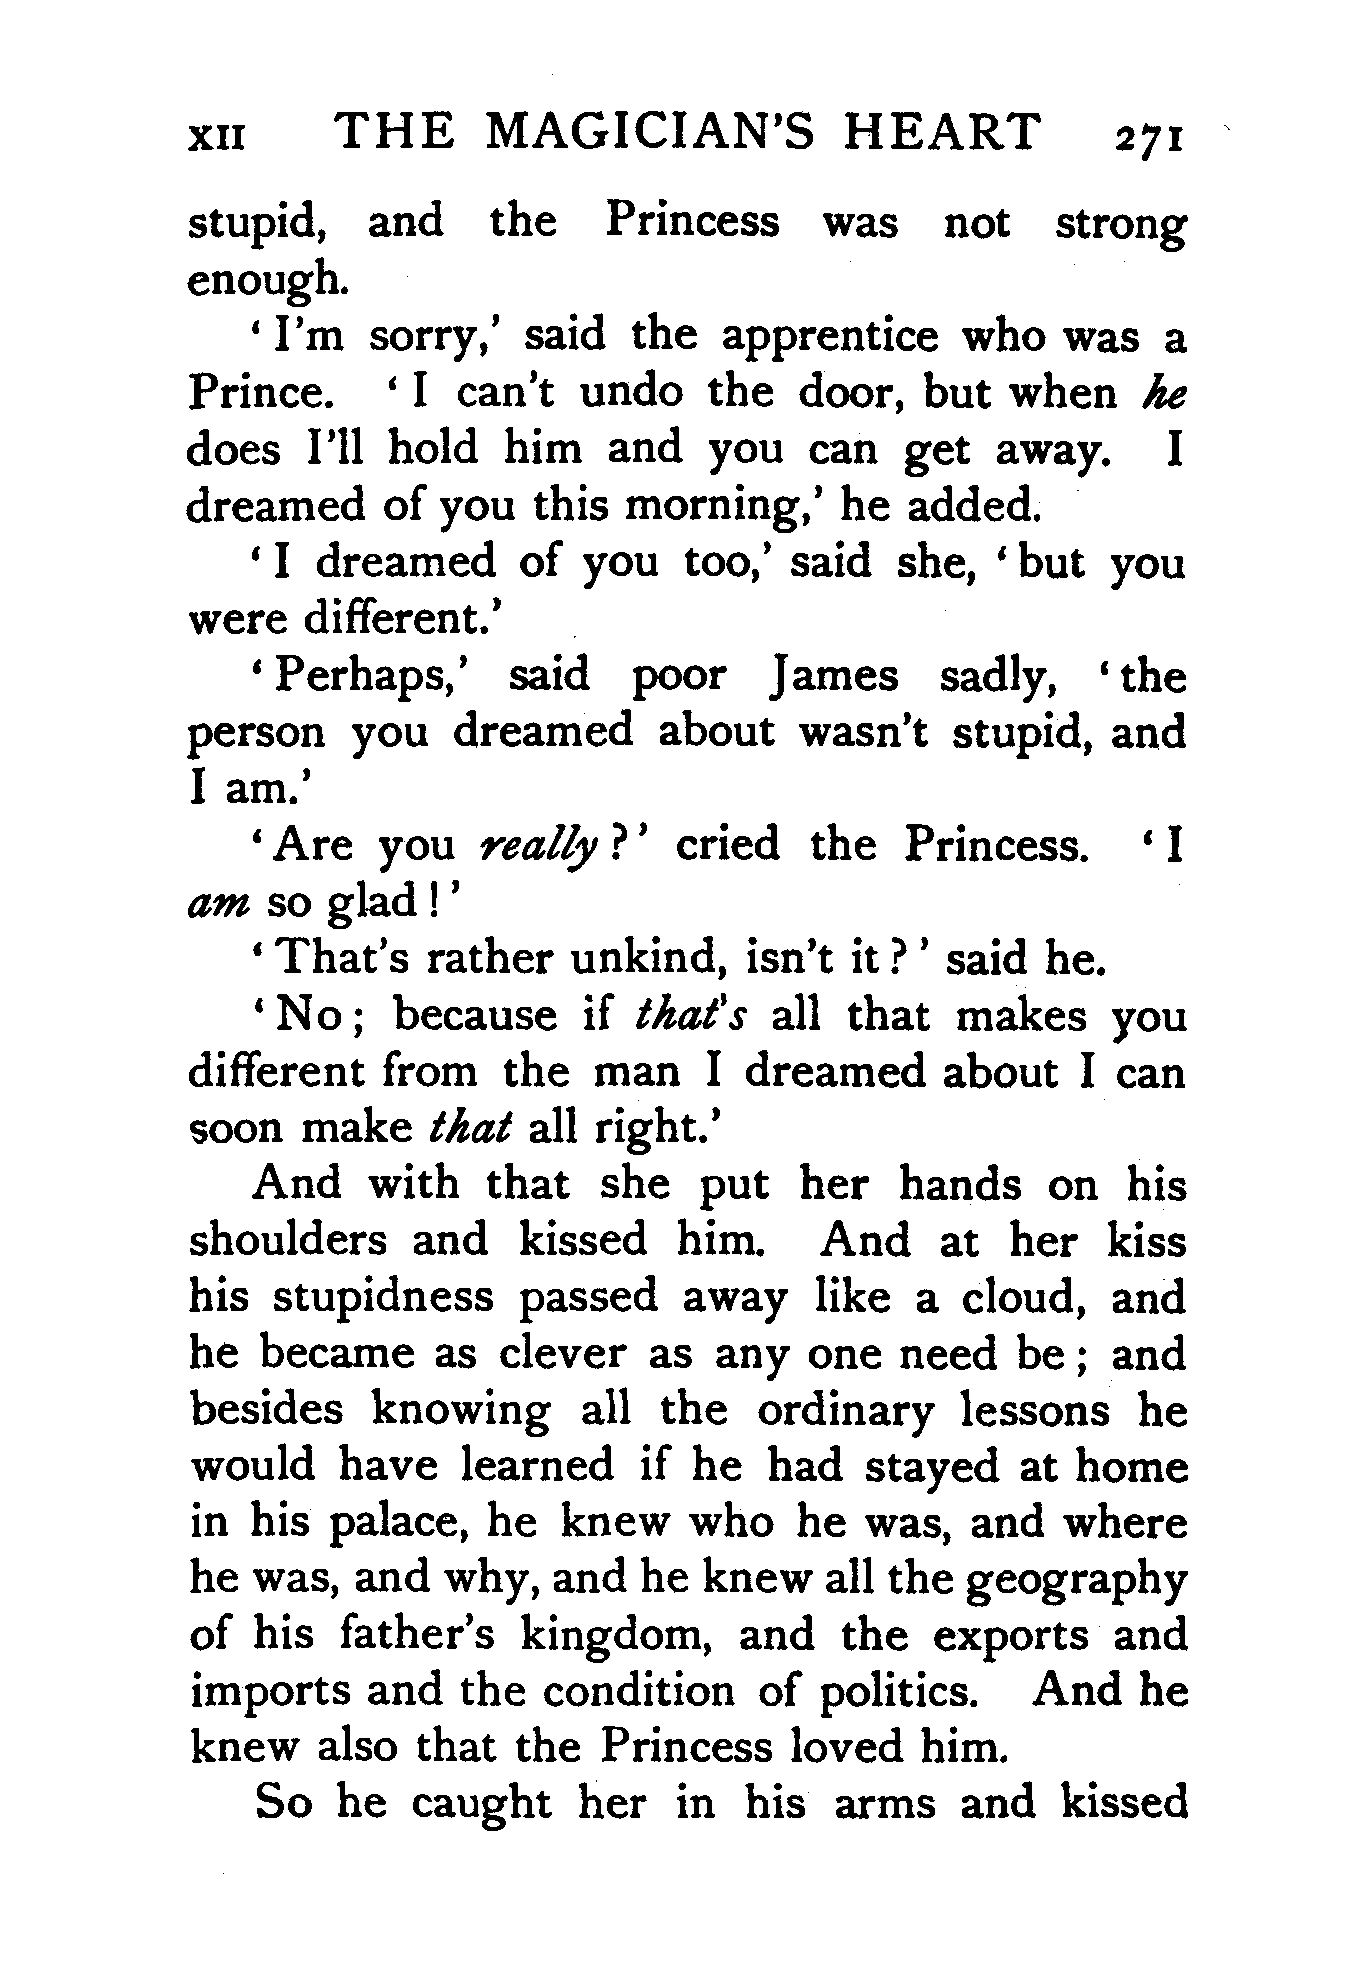 XII THE MAGICIAN'S HEART 271
stupid, and the Princess was not strong
enough.
‘I'm sorry,’ said the apprentice who was a
Prince. ‘I can't undo the door, but when he
does I'll hold him and you can get away. I
dreamed of you this morning,’ he added.
‘I dreamed of you too,’ said she, ‘but you
were different.’
‘Perhaps,’ said poor James sadly, ‘the
person you dreamed about wasn't stupid, and
I am.’
‘Are you really?’ cried the Princess. ‘I
am so glad!’
‘That's rather unkind, isn't it?’ said he.
‘No; because if that's all that makes you
different from the man I dreamed about I can
soon make that all right.’
And with that she put her hands on his
shoulders and kissed him. And at her kiss
his stupidness passed away like a cloud, and
he became as clever as any one need be; and
besides knowing all the ordinary lessons he
would have learned if he had stayed at home
in his palace, he knew who he was, and where
he was, and why, and he knew all the geography
of his father's kingdom, and the exports and
imports and the condition of politics. And he
knew also that the Princess loved him.
So he caught her in his arms and kissed